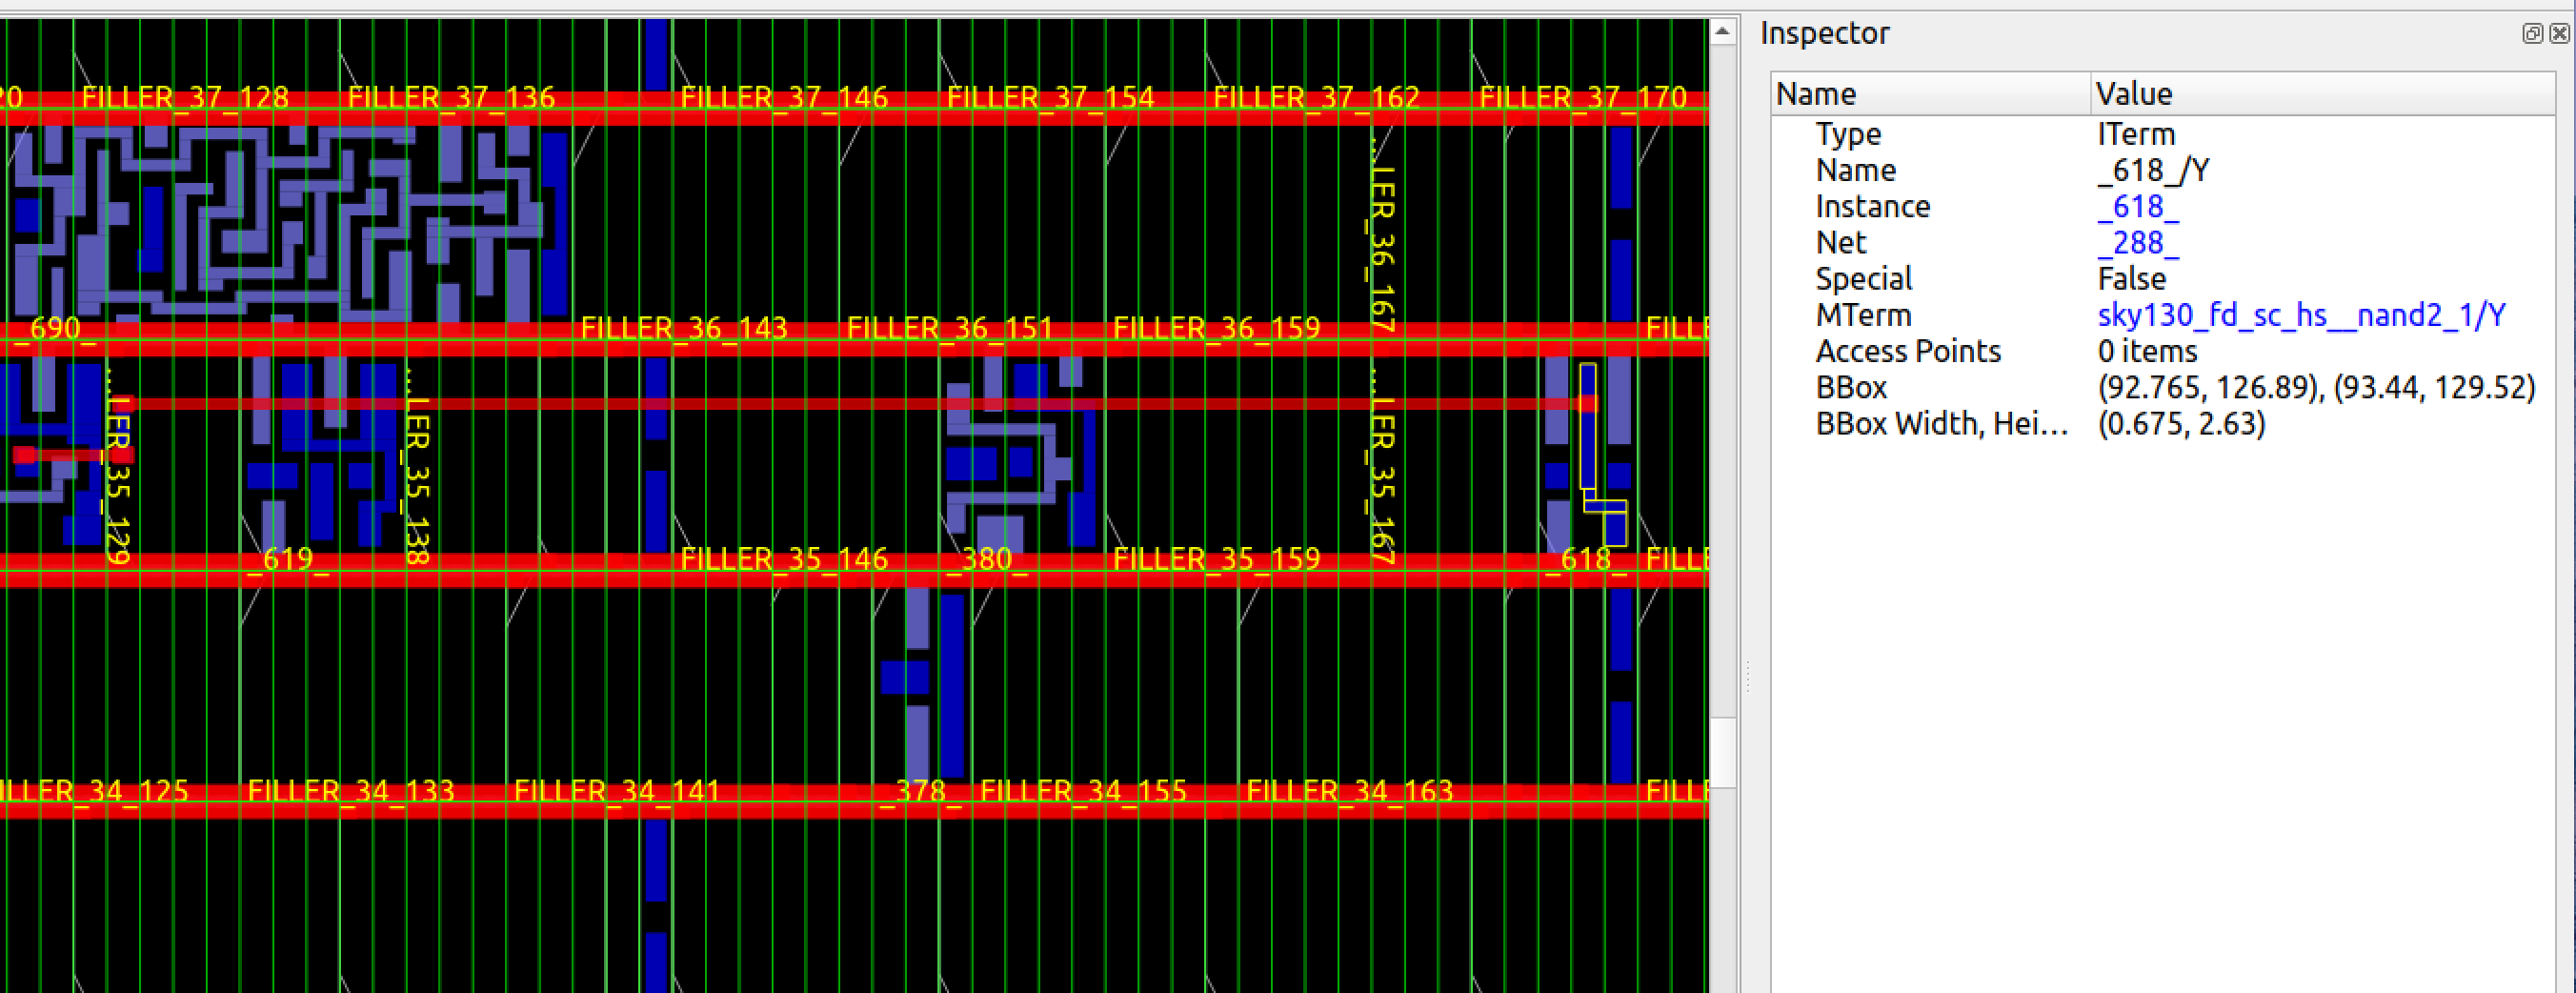 20 FILLER_37_128 FILLER_37_136 FILLER_37_146 FILLER_37_154 FILLER_37_162 FILLER_37_170
...LER_36_167
_690_ FILLER_36_143 FILLER_36_151 FILLER_36_159 FILLE
...LER_35_129
...LER_35_138
...LER_35_167
_619_ FILLER_35_146 _380_ FILLER_35_159 _618_ FILLE
ILLER_34_125 FILLER_34_133 FILLER_34_141 _378_ FILLER_34_155 FILLER_34_163 FILLE
Inspector
Name Value
Type ITerm
Name _618_/Y
Instance _618_
Net _288_
Special False
MTerm sky130_fd_sc_hs__nand2_1/Y
Access Points 0 items
BBox (92.765, 126.89), (93.44, 129.52)
BBox Width, Hei... (0.675, 2.63)